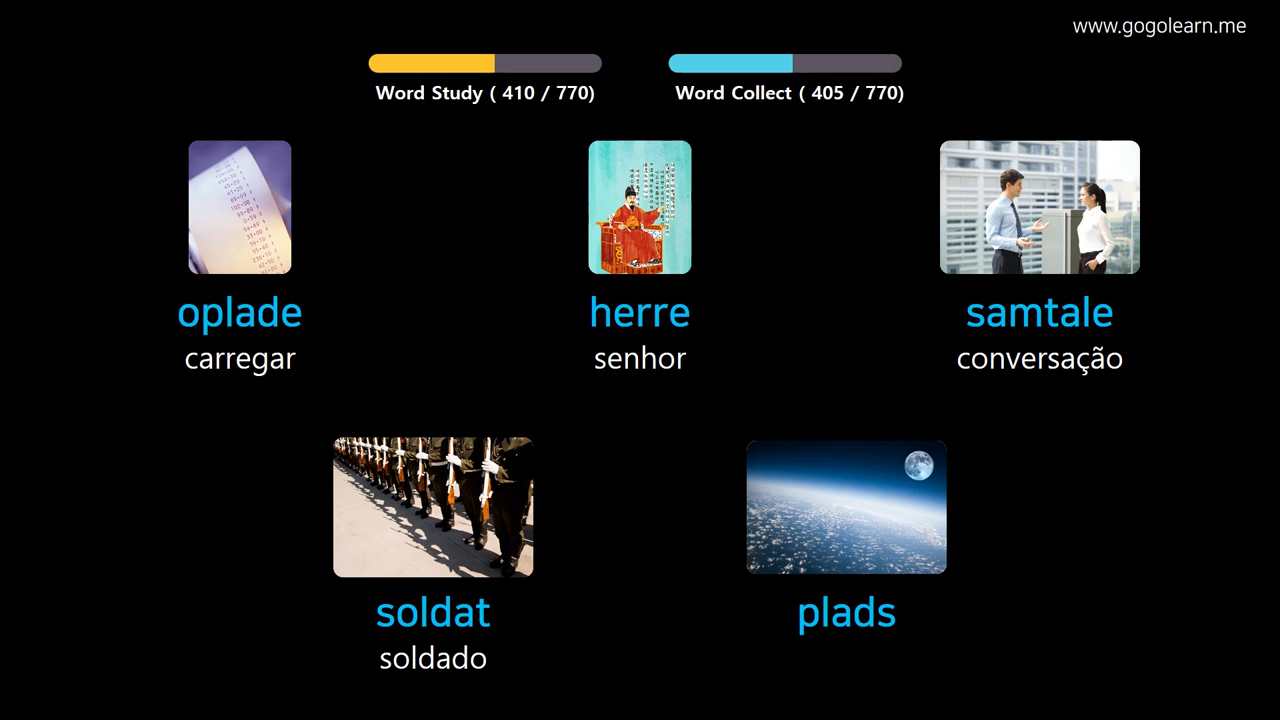 www.gogolearn.me
Word Study ( 410 / 770)
Word Collect ( 405 / 770)
oplade
carregar
herre
senhor
samtale
conversação
soldat
soldado
plads